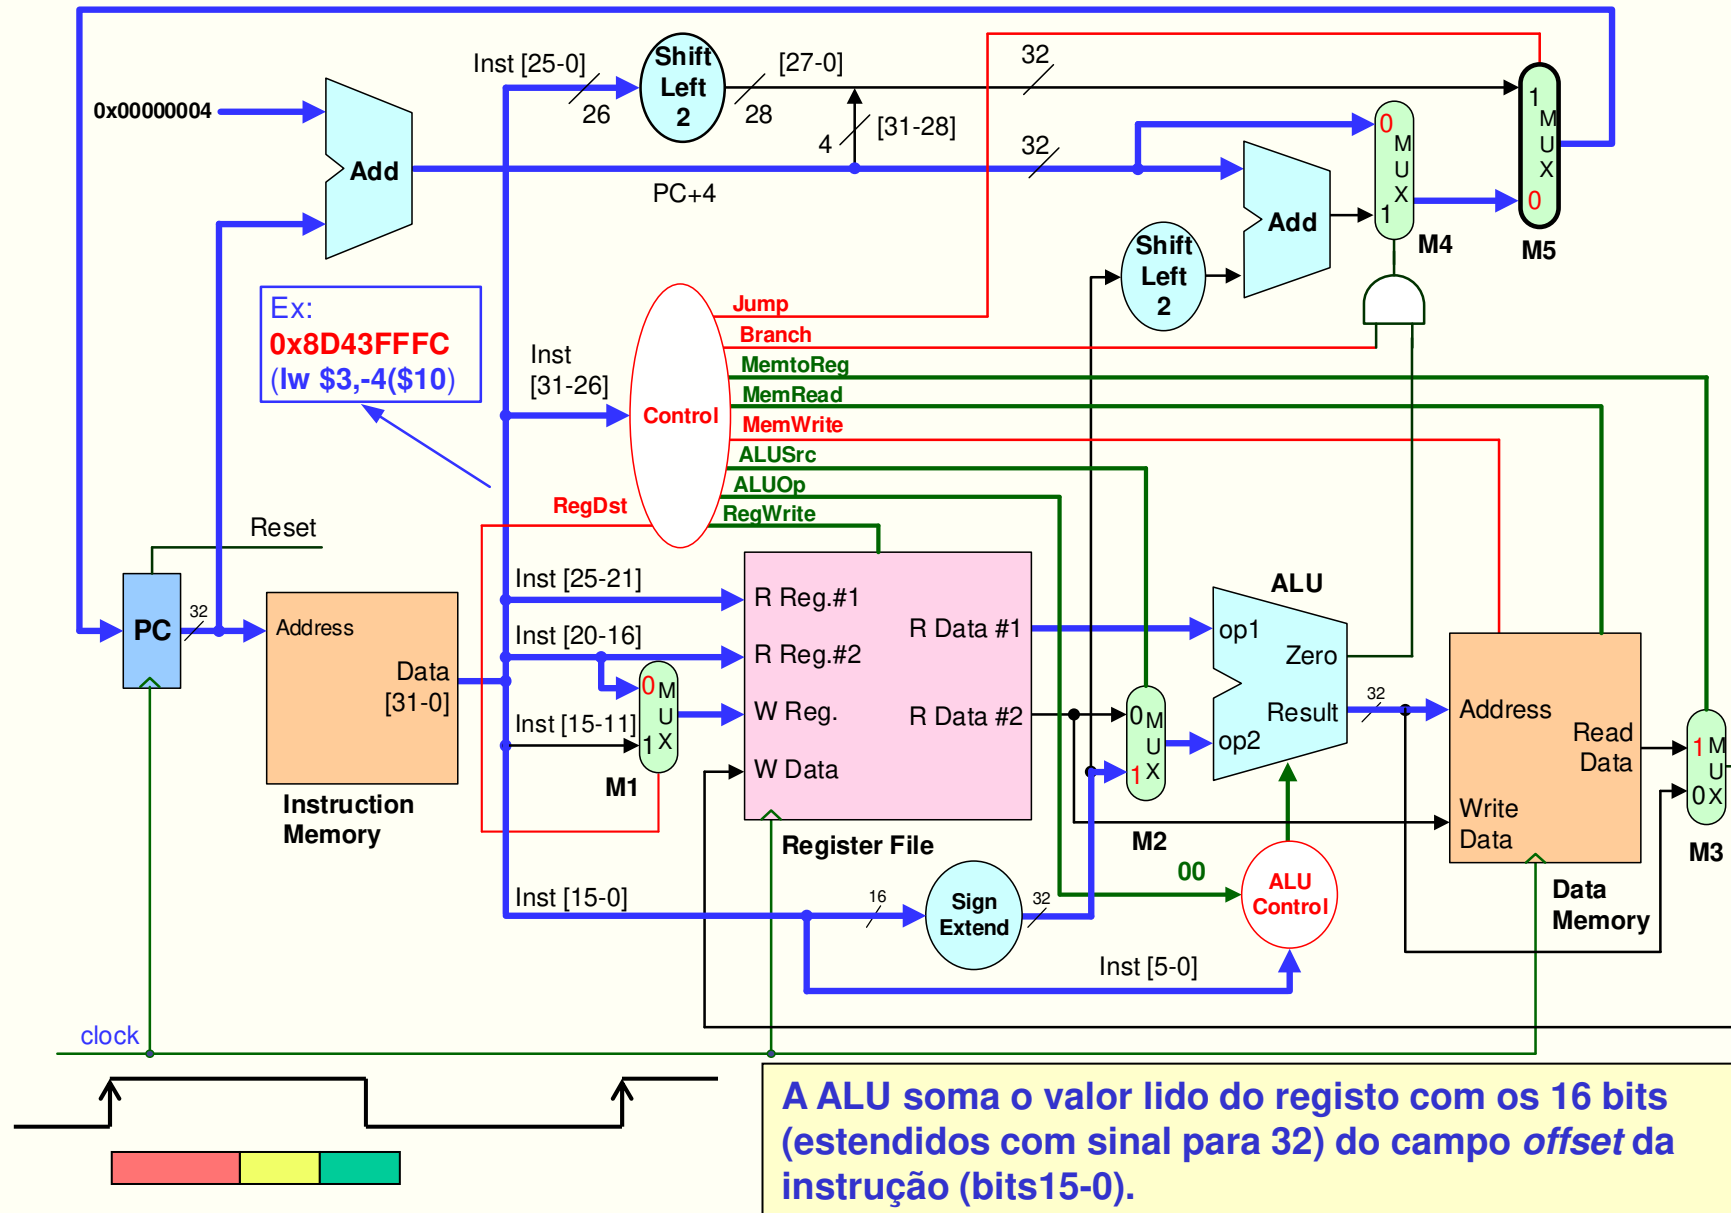 Inst [25-0]
26
Shift
Left
2
[27-0]
28
32
0x00000004
Add
4
[31-28]
PC+4
32
0
M
U
X
1
M4
1
M
U
X
0
M5
Add
Shift
Left
2
Ex:
0x8D43FFFC
(lw $3,-4($10)
Inst
[31-26]
Control
Jump
Branch
MemtoReg
MemRead
MemWrite
ALUSrc
ALUOp
RegWrite
RegDst
Reset
PC
32
Address
Data
[31-0]
Instruction
Memory
Inst [25-21]
Inst [20-16]
Inst [15-11]
0
M
U
X
1
M1
R Reg.#1
R Reg.#2
W Reg.
W Data
R Data #1
R Data #2
Register File
0
M
U
X
1
M2
ALU
op1
Zero
Result
op2
32
Address
Read
Data
Write
Data
Data
Memory
1
M
U
X
0
M3
00
ALU
Control
Inst [15-0]
16
Sign
Extend
32
Inst [5-0]
clock
A ALU soma o valor lido do registo com os 16 bits
(estendidos com sinal para 32) do campo offset da
instrução (bits15-0).